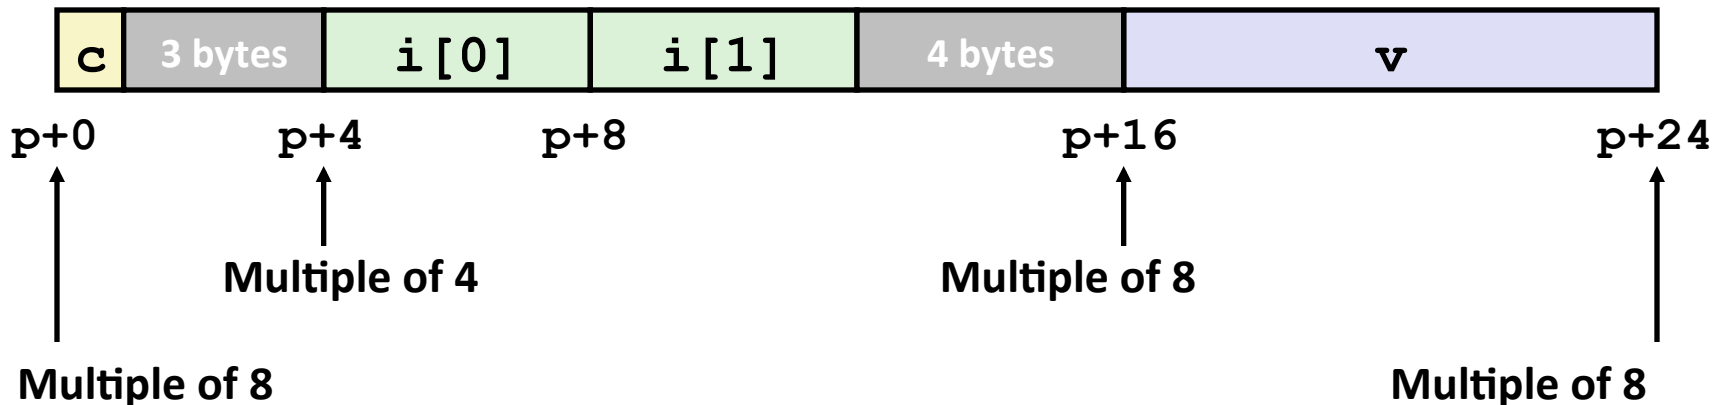 c 3 bytes i[0] i[1] 4 bytes v
p+0 p+4 p+8 p+16 p+24
Multiple of 4 Multiple of 8
Multiple of 8 Multiple of 8